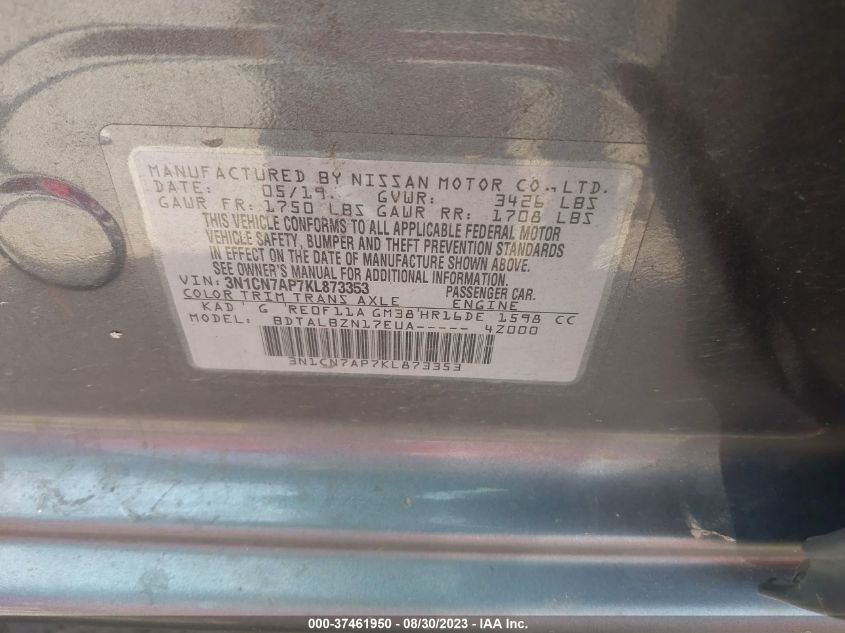 MANUFACTURED BY NISSAN MOTOR CO., LTD.
DATE: 05/19. GVWR: 3426 LBS
GAWR FR: 1750 LBS GAWR RR: 1708 LBS
THIS VEHICLE CONFORMS TO ALL APPLICABLE FEDERAL MOTOR
VEHICLE SAFETY, BUMPER AND THEFT PREVENTION STANDARDS
IN EFFECT ON THE DATE OF MANUFACTURE SHOWN ABOVE.
SEE OWNER'S MANUAL FOR ADDITIONAL INFORMATION.
VIN: 3N1CN7AP7KL873353 PASSENGER CAR.
COLOR TRIM TRANS AXLE ENGINE
KAD G RE0F11A GM38 HR16DE 1598 CC
MODEL: BDTALBZN17EUA----- 4Z000
3N1CN7AP7KL873353
000-37461950 - 08/30/2023 - IAA Inc.